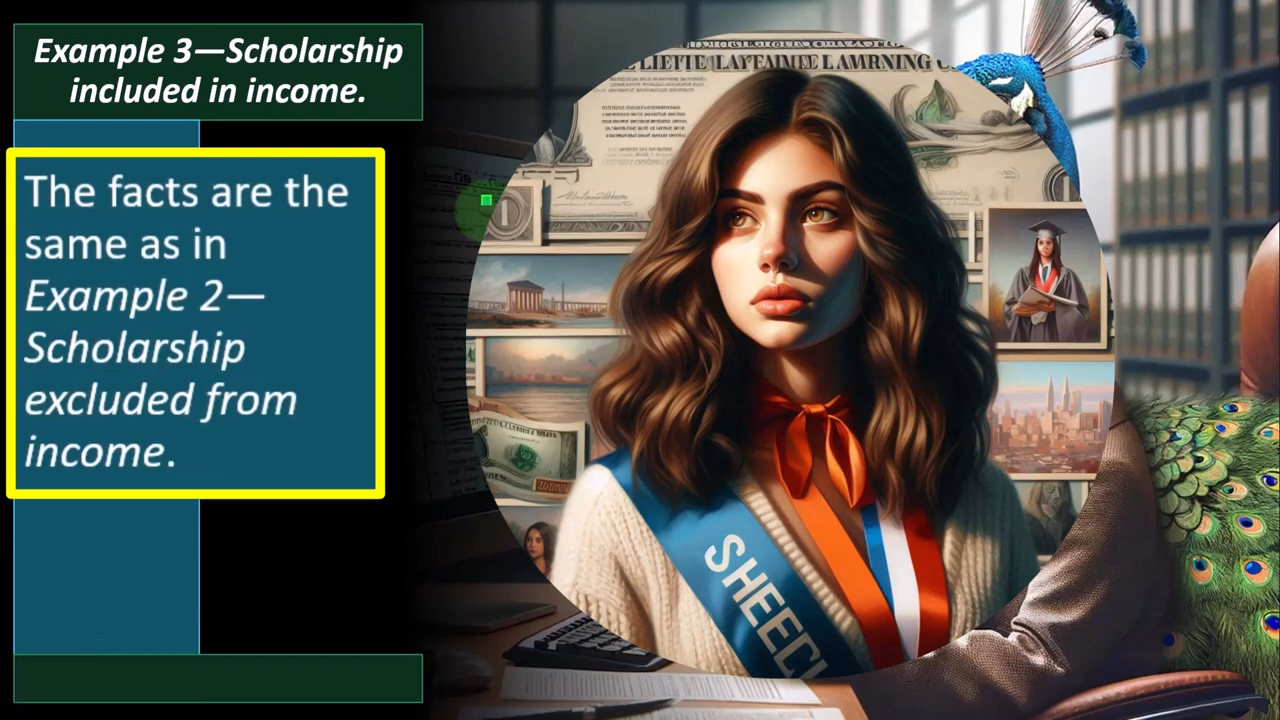 Example 3—Scholarship
included in income.
The facts are the
same as in
Example 2—
Scholarship
excluded from
income.
SHEECH